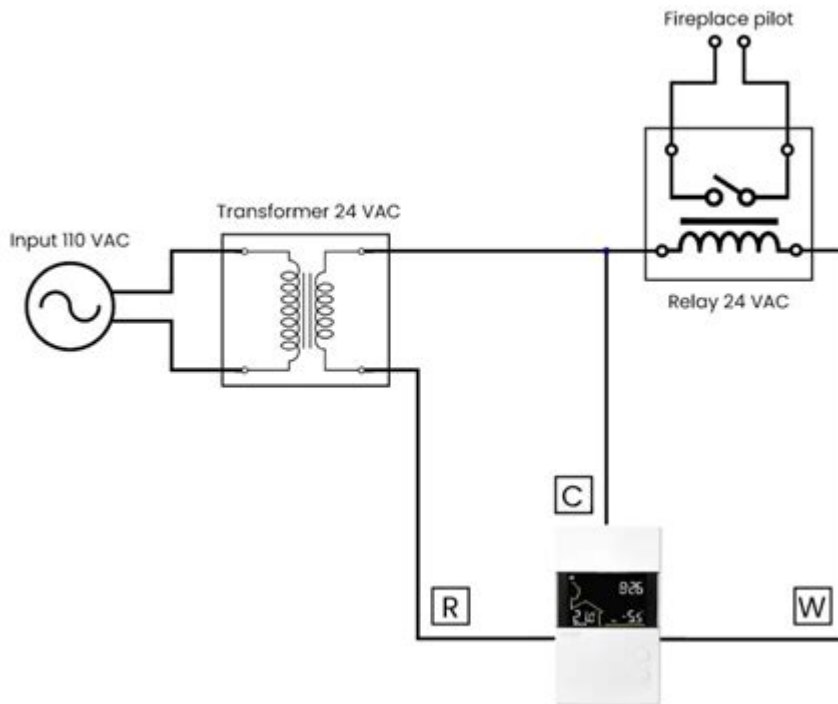 Fireplace pilot
Transformer 24 VAC
Input 110 VAC
Relay 24 VAC
C
R
W